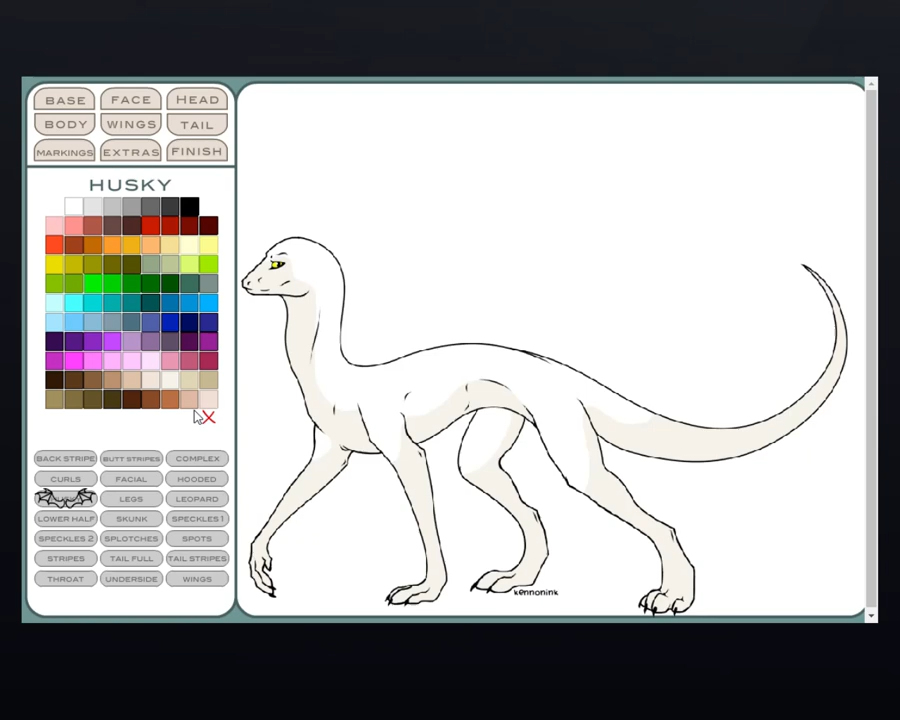 BASE FACE HEAD
BODY WINGS TAIL
MARKINGS EXTRAS FINISH
HUSKY
BACK STRIPE BUTT STRIPES COMPLEX
CURLS FACIAL HOODED
LEGS LEOPARD
LOWER HALF SKUNK SPECKLES 1
SPECKLES 2 SPLOTCHES SPOTS
STRIPES TAIL FULL TAIL STRIPES
THROAT UNDERSIDE WINGS
kennonink